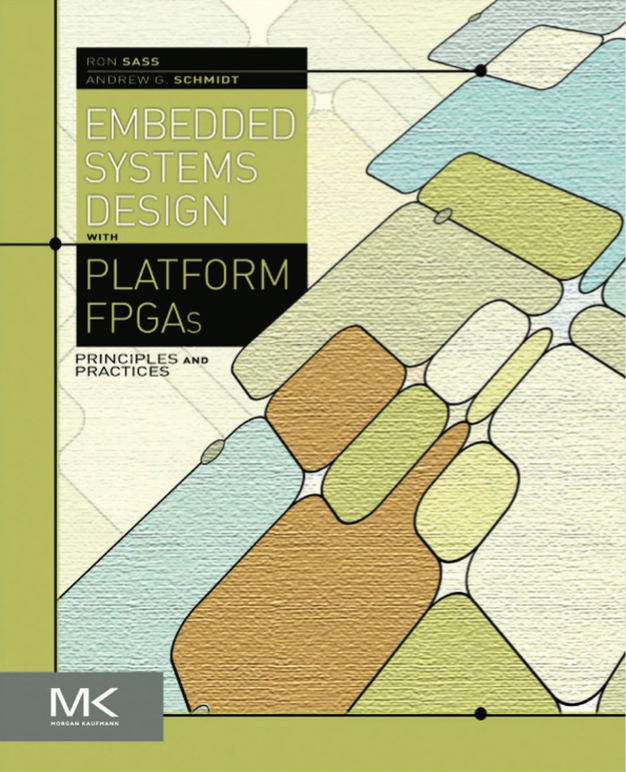 RON SASS
ANDREW G. SCHMIDT
EMBEDDED
SYSTEMS
DESIGN
WITH
PLATFORM
FPGAs
PRINCIPLES AND
PRACTICES
MK
MORGAN KAUFMANN